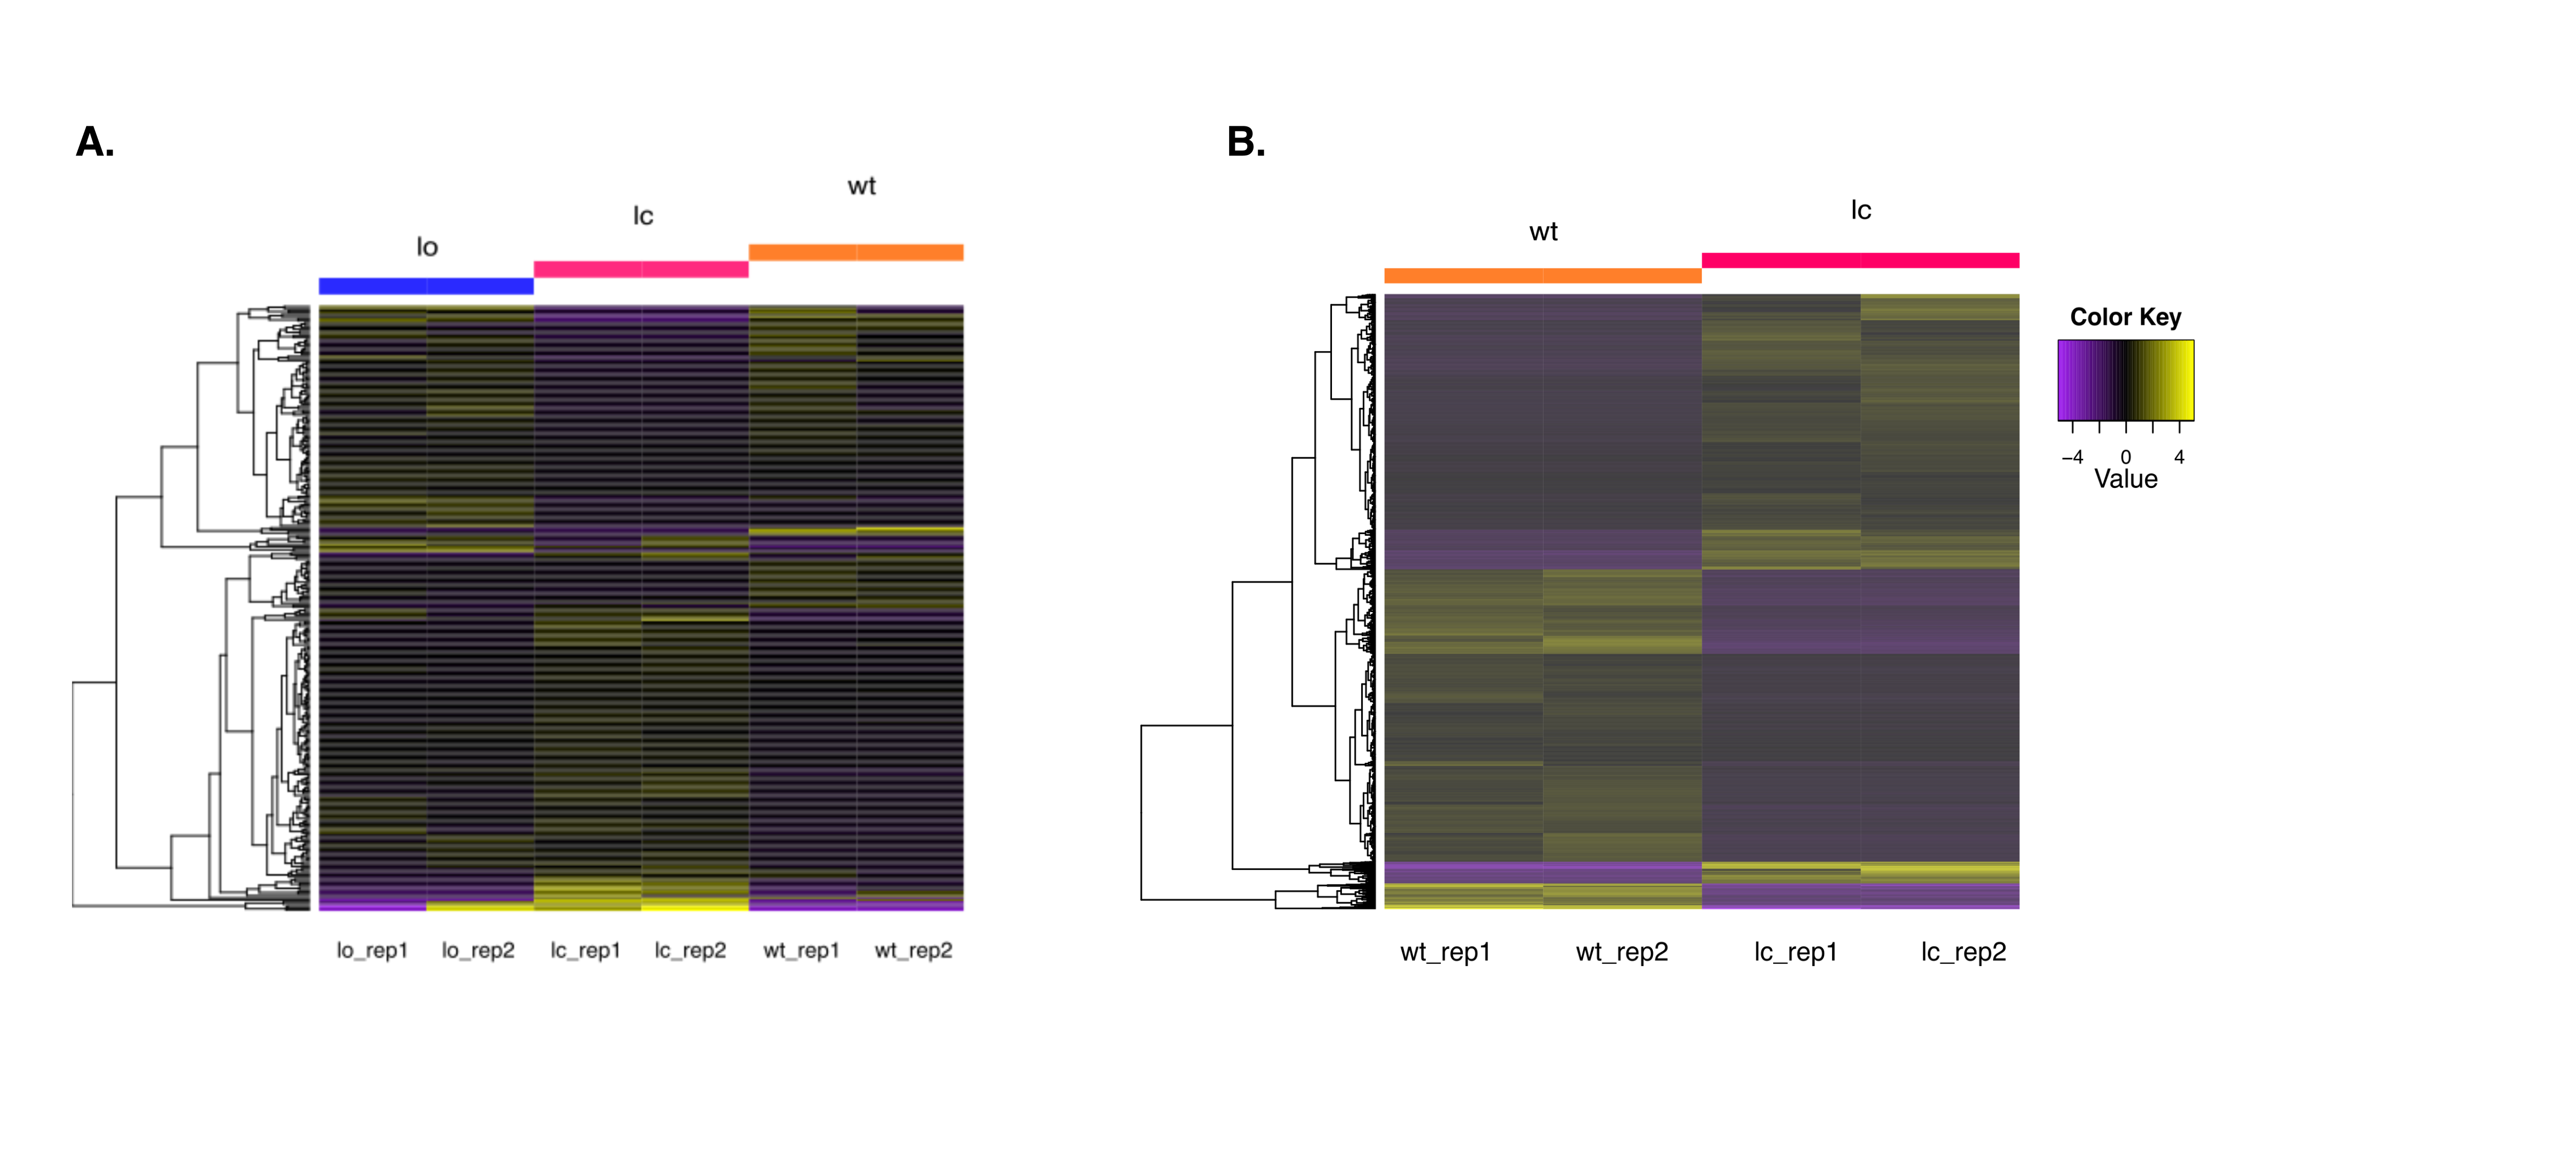 A.
lo
lc
wt
lo_rep1 lo_rep2 lc_rep1 lc_rep2 wt_rep1 wt_rep2
B.
wt
lc
wt_rep1 wt_rep2 lc_rep1 lc_rep2
Color Key
−4 0 4
Value